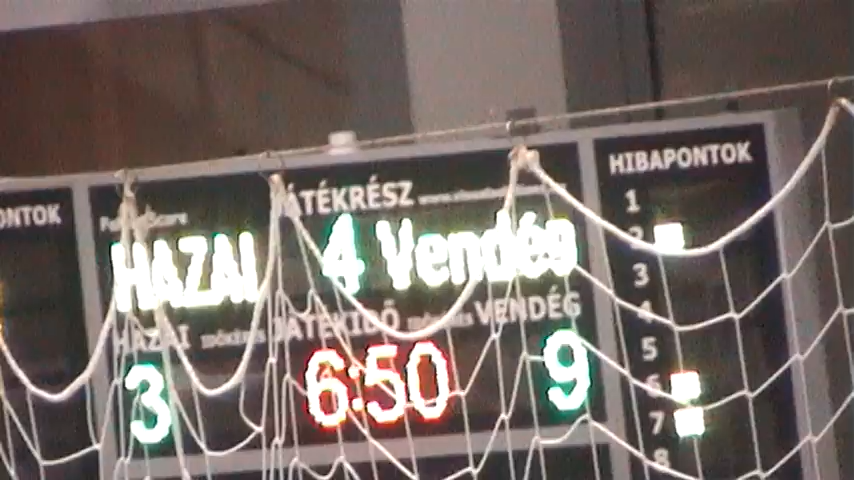 HIBAPONTOK
ONTOK
JÁTÉKRÉSZ
HAZAI 4 Vendég
HAZAI JÁTÉKIDŐ VENDÉG
3 6:50 9
1
2
3
4
5
6
7
8